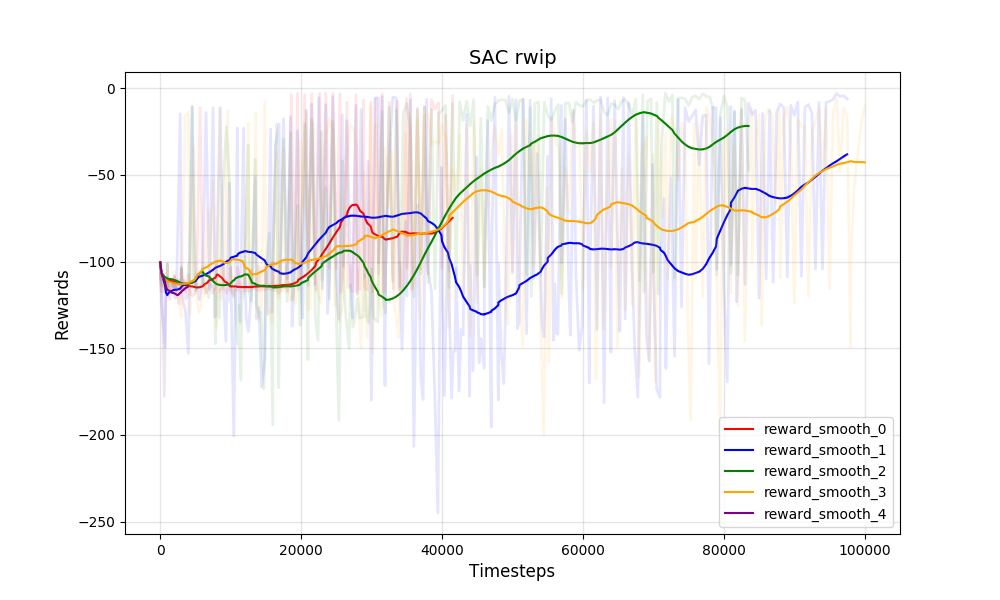 SAC rwip
Rewards
0
−50
−100
−150
−200
−250
reward_smooth_0
reward_smooth_1
reward_smooth_2
reward_smooth_3
reward_smooth_4
0 20000 40000 60000 80000 100000
Timesteps